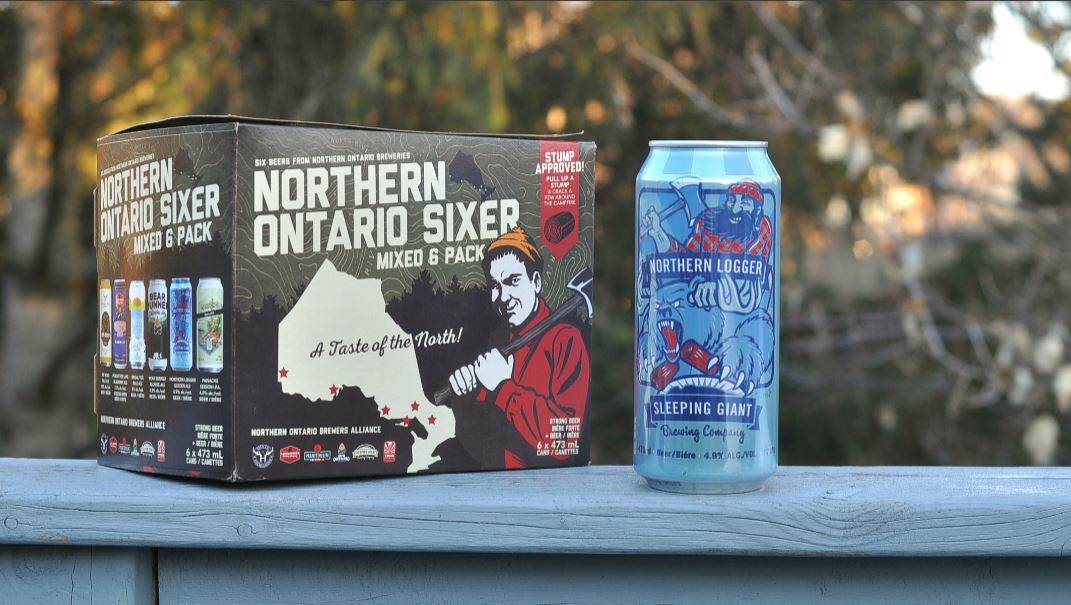 NORTHERN
ONTARIO SIXER
MIXED 6 PACK
NORTHERN ONTARIO BREWERS ALLIANCE
STRONG BEER
BIÈRE FORTE
+ BEER / BIÈRE
6 x 473 mL
CANS / CANETTES
SIX BEERS FROM NORTHERN ONTARIO BREWERIES
NORTHERN
ONTARIO SIXER
MIXED 6 PACK
STUMP
APPROVED!
PULL UP A
STUMP
& CRACK A
FEW AROUND
THE CAMPFIRE
A Taste of the North!
NORTHERN ONTARIO BREWERS ALLIANCE
STRONG BEER
BIÈRE FORTE
+ BEER / BIÈRE
6 x 473 mL
CANS / CANETTES
NORTHERN LOGGER
SLEEPING GIANT
Brewing Company
Beer/Bière · 4.9% ALC./VOL.